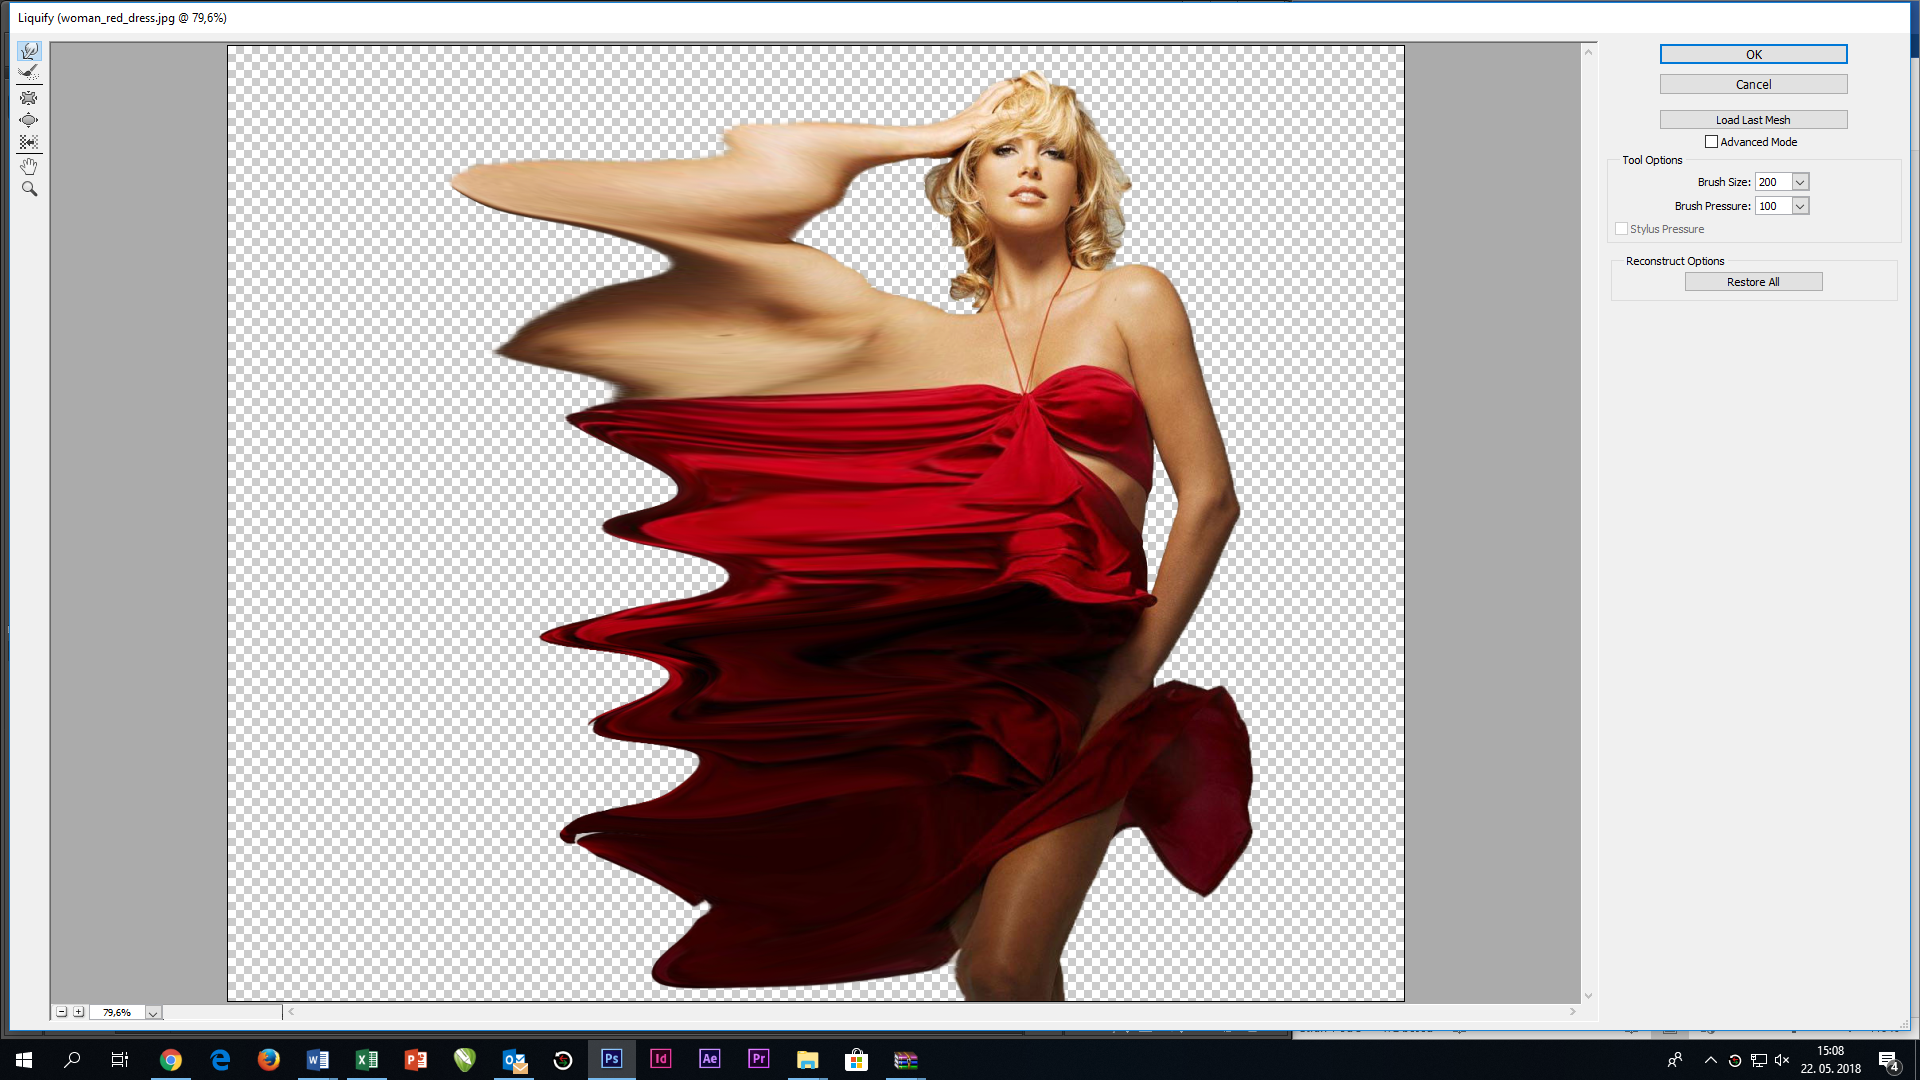 Liquify (woman_red_dress.jpg @ 79,6%)
OK
Cancel
Load Last Mesh
Advanced Mode
Tool Options
Brush Size: 200
Brush Pressure: 100
Stylus Pressure
Reconstruct Options
Restore All
79,6%
Ps
Id
Ae
Pr
15:08
22. 05. 2018
4